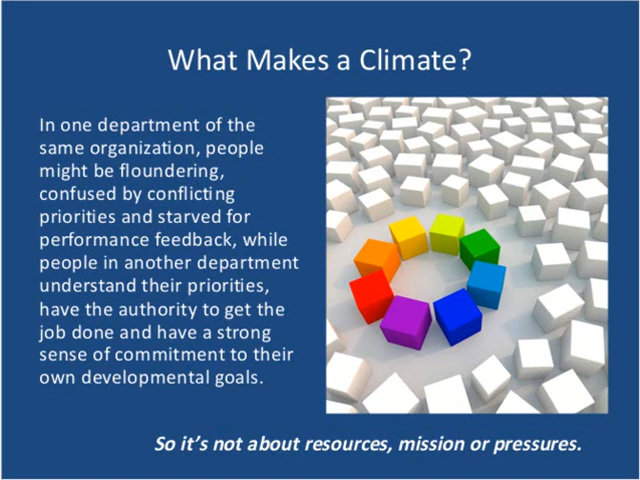 What Makes a Climate?
In one department of the
same organization, people
might be floundering,
confused by conflicting
priorities and starved for
performance feedback, while
people in another department
understand their priorities,
have the authority to get the
job done and have a strong
sense of commitment to their
own developmental goals.
So it’s not about resources, mission or pressures.